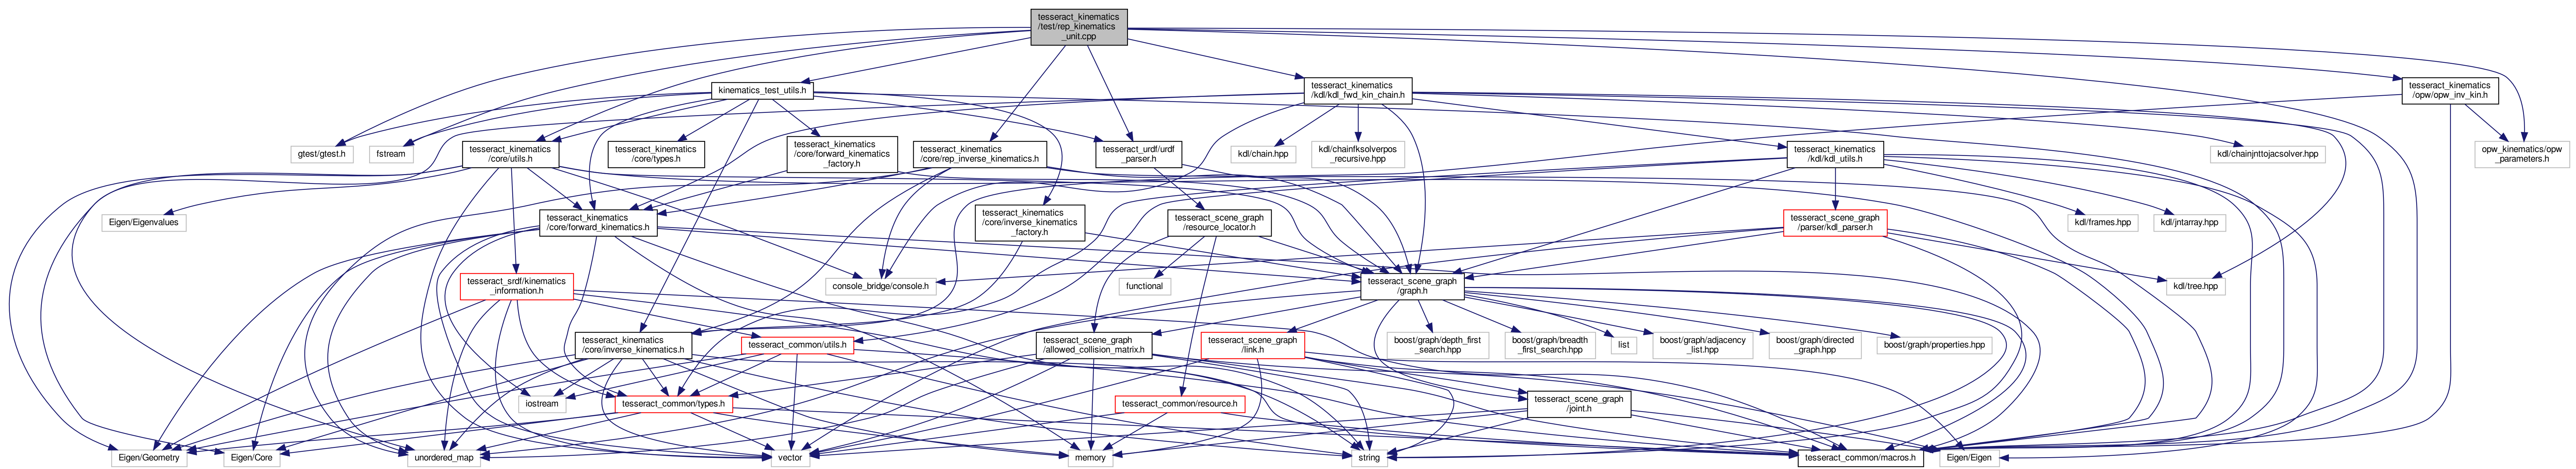 tesseract_kinematics
/test/rep_kinematics
_unit.cpp
kinematics_test_utils.h
tesseract_kinematics
/kdl/kdl_fwd_kin_chain.h
tesseract_kinematics
/opw/opw_inv_kin.h
gtest/gtest.h
fstream
tesseract_kinematics
/core/utils.h
tesseract_kinematics
/core/types.h
tesseract_kinematics
/core/forward_kinematics
_factory.h
tesseract_kinematics
/core/rep_inverse_kinematics.h
tesseract_urdf/urdf
_parser.h
kdl/chain.hpp
kdl/chainfksolverpos
_recursive.hpp
tesseract_kinematics
/kdl/kdl_utils.h
kdl/chainjnttojacsolver.hpp
opw_kinematics/opw
_parameters.h
Eigen/Eigenvalues
tesseract_kinematics
/core/forward_kinematics.h
tesseract_kinematics
/core/inverse_kinematics
_factory.h
tesseract_scene_graph
/resource_locator.h
tesseract_scene_graph
/parser/kdl_parser.h
kdl/frames.hpp
kdl/jntarray.hpp
tesseract_srdf/kinematics
_information.h
console_bridge/console.h
functional
tesseract_scene_graph
/graph.h
kdl/tree.hpp
tesseract_kinematics
/core/inverse_kinematics.h
tesseract_common/utils.h
tesseract_scene_graph
/allowed_collision_matrix.h
tesseract_scene_graph
/link.h
boost/graph/depth_first
_search.hpp
boost/graph/breadth
_first_search.hpp
list
boost/graph/adjacency
_list.hpp
boost/graph/directed
_graph.hpp
boost/graph/properties.hpp
iostream
tesseract_common/types.h
tesseract_common/resource.h
tesseract_scene_graph
/joint.h
Eigen/Geometry
Eigen/Core
unordered_map
vector
memory
string
tesseract_common/macros.h
Eigen/Eigen